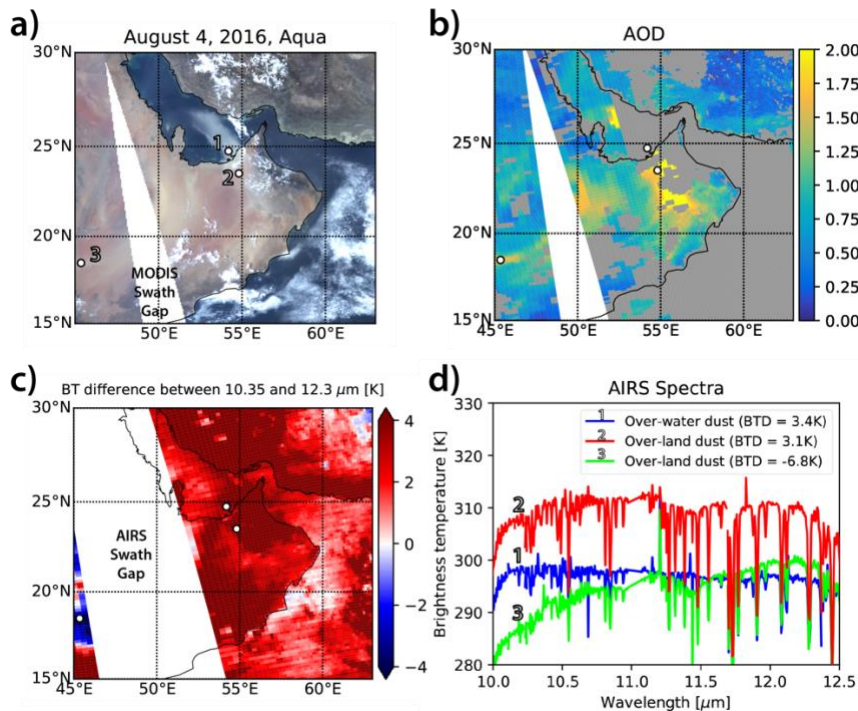 a)
August 4, 2016, Aqua
30°N
25°N
20°N
15°N
50°E
55°E
60°E
1
2
3
MODIS
Swath
Gap
b)
AOD
30°N
25°N
20°N
15°N
45°E
50°E
55°E
60°E
2.00
1.75
1.50
1.25
1.00
0.75
0.50
0.25
0.00
c)
BT difference between 10.35 and 12.3 μm [K]
30°N
25°N
20°N
15°N
45°E
50°E
55°E
60°E
AIRS
Swath
Gap
4
2
0
−2
−4
d)
AIRS Spectra
Brightness temperature [K]
330
320
310
300
290
280
1 Over-water dust (BTD = 3.4K)
2 Over-land dust (BTD = 3.1K)
3 Over-land dust (BTD = -6.8K)
2
1
3
10.0
10.5
11.0
11.5
12.0
12.5
Wavelength [μm]